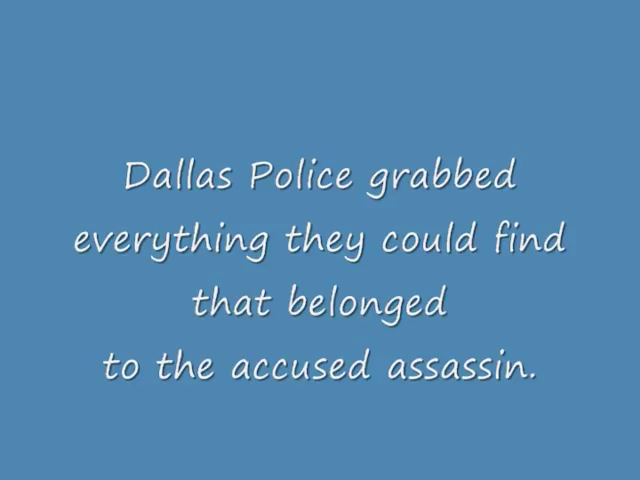 Dallas Police grabbed
everything they could find
that belonged
to the accused assassin.